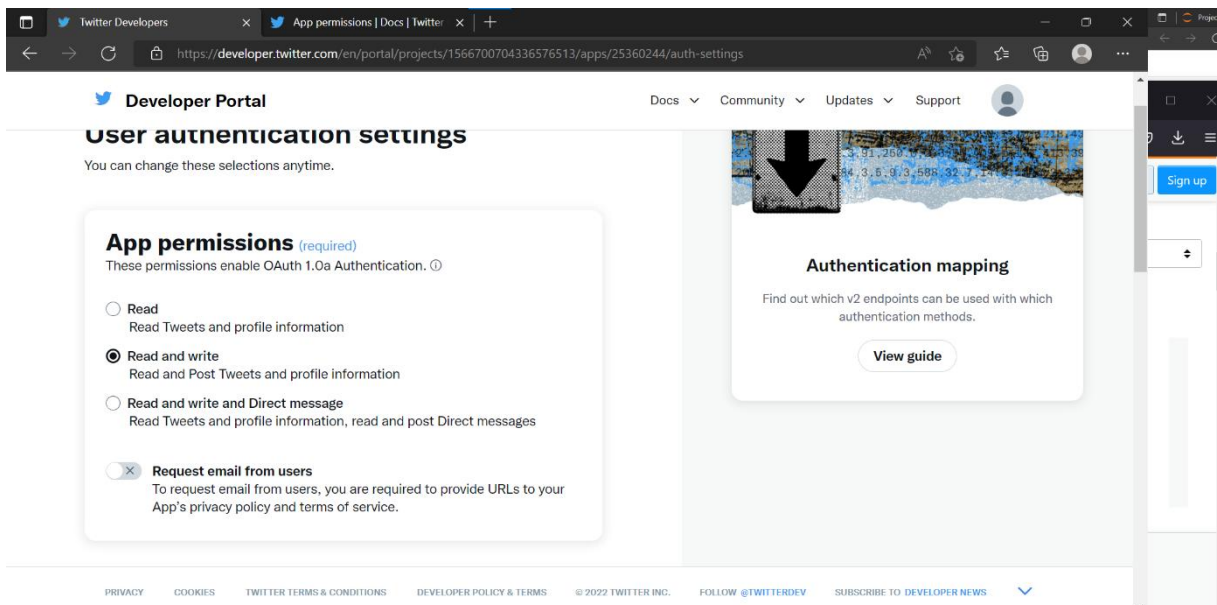 Twitter Developers
App permissions | Docs | Twitter
Projec
https://developer.twitter.com/en/portal/projects/1566700704336576513/apps/25360244/auth-settings
Developer Portal
Docs
Community
Updates
Support
Sign up
User authentication settings
You can change these selections anytime.
App permissions (required)
These permissions enable OAuth 1.0a Authentication.
Read
Read Tweets and profile information
Read and write
Read and Post Tweets and profile information
Read and write and Direct message
Read Tweets and profile information, read and post Direct messages
Request email from users
To request email from users, you are required to provide URLs to your
App's privacy policy and terms of service.
Authentication mapping
Find out which v2 endpoints can be used with which
authentication methods.
View guide
PRIVACY
COOKIES
TWITTER TERMS & CONDITIONS
DEVELOPER POLICY & TERMS
© 2022 TWITTER INC.
FOLLOW @TWITTERDEV
SUBSCRIBE TO DEVELOPER NEWS